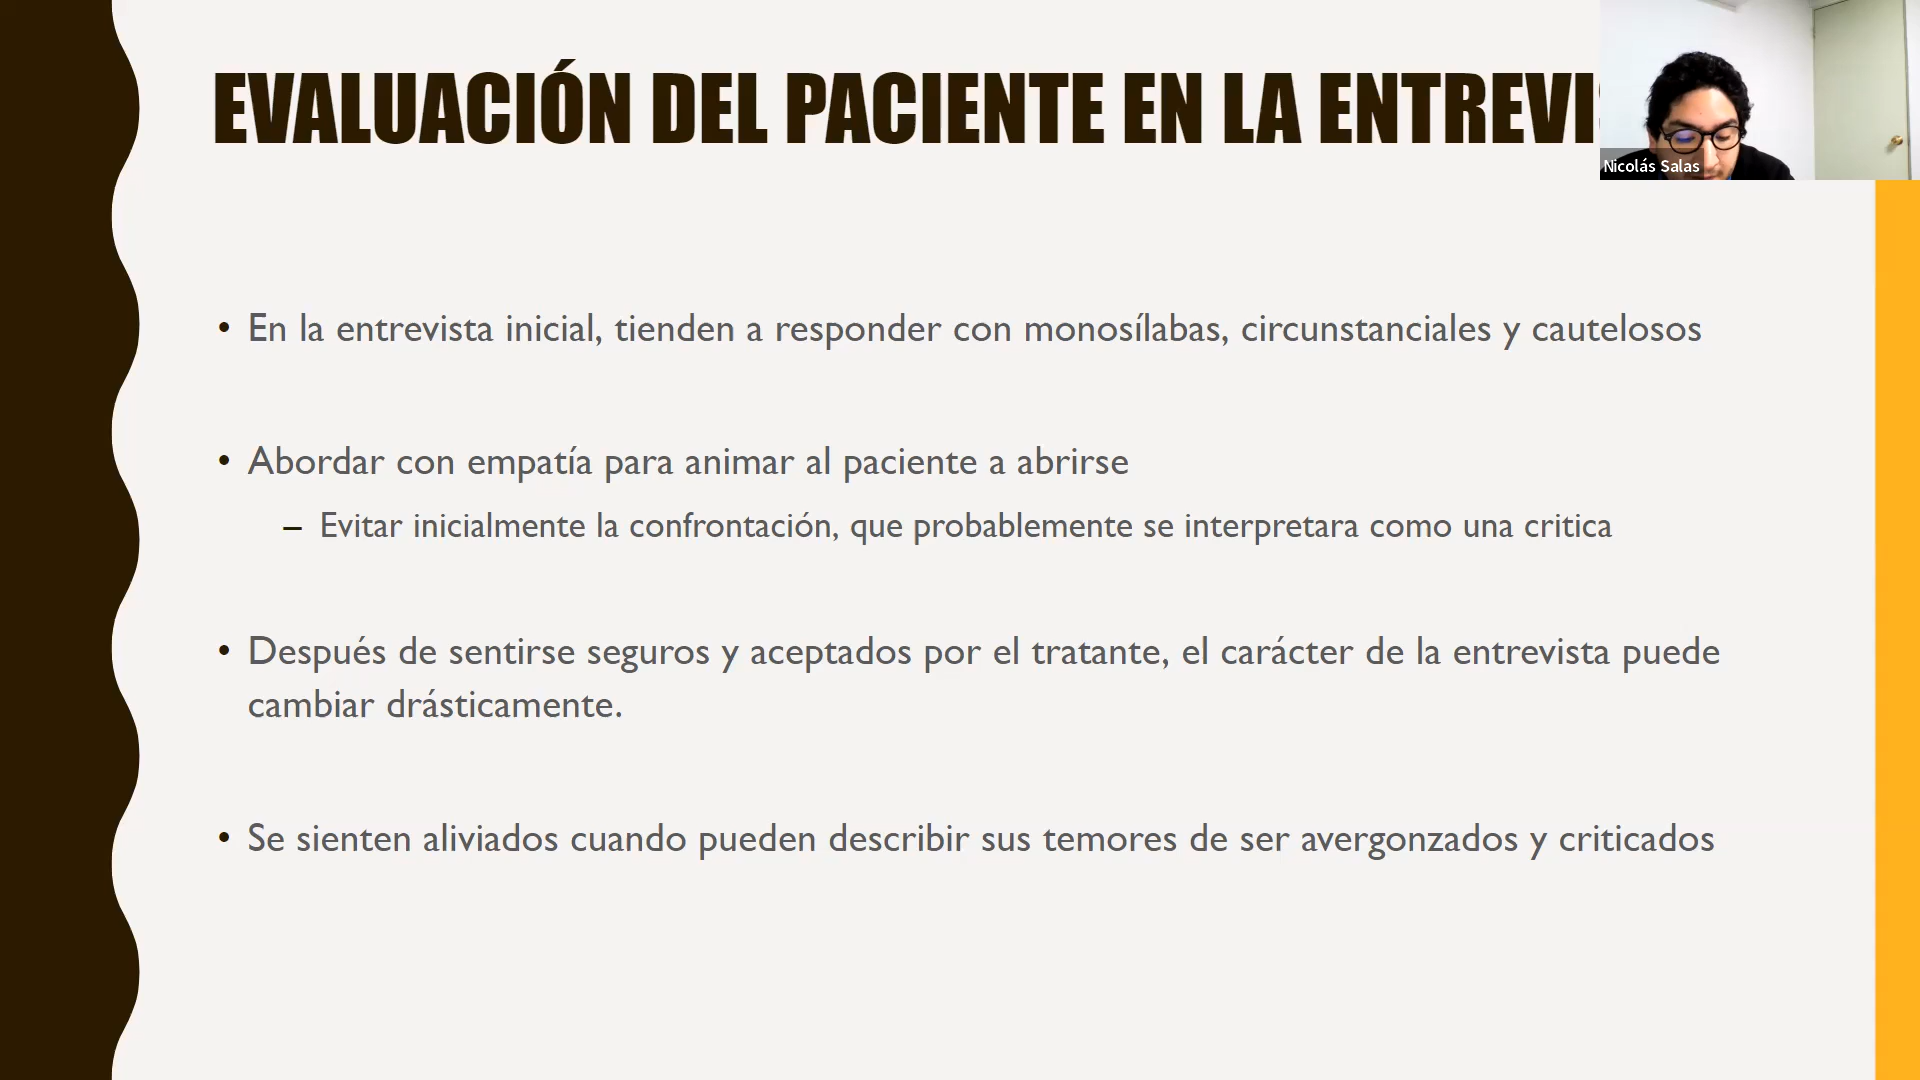 EVALUACIÓN DEL PACIENTE EN LA
Nicolás Salas
• En la entrevista inicial, tienden a responder con monosílabas, circunstanciales y cautelosos
• Abordar con empatía para animar al paciente a abrirse
– Evitar inicialmente la confrontación, que probablemente se interpretara como una critica
• Después de sentirse seguros y aceptados por el tratante, el carácter de la entrevista puede
cambiar drásticamente.
• Se sienten aliviados cuando pueden describir sus temores de ser avergonzados y criticados